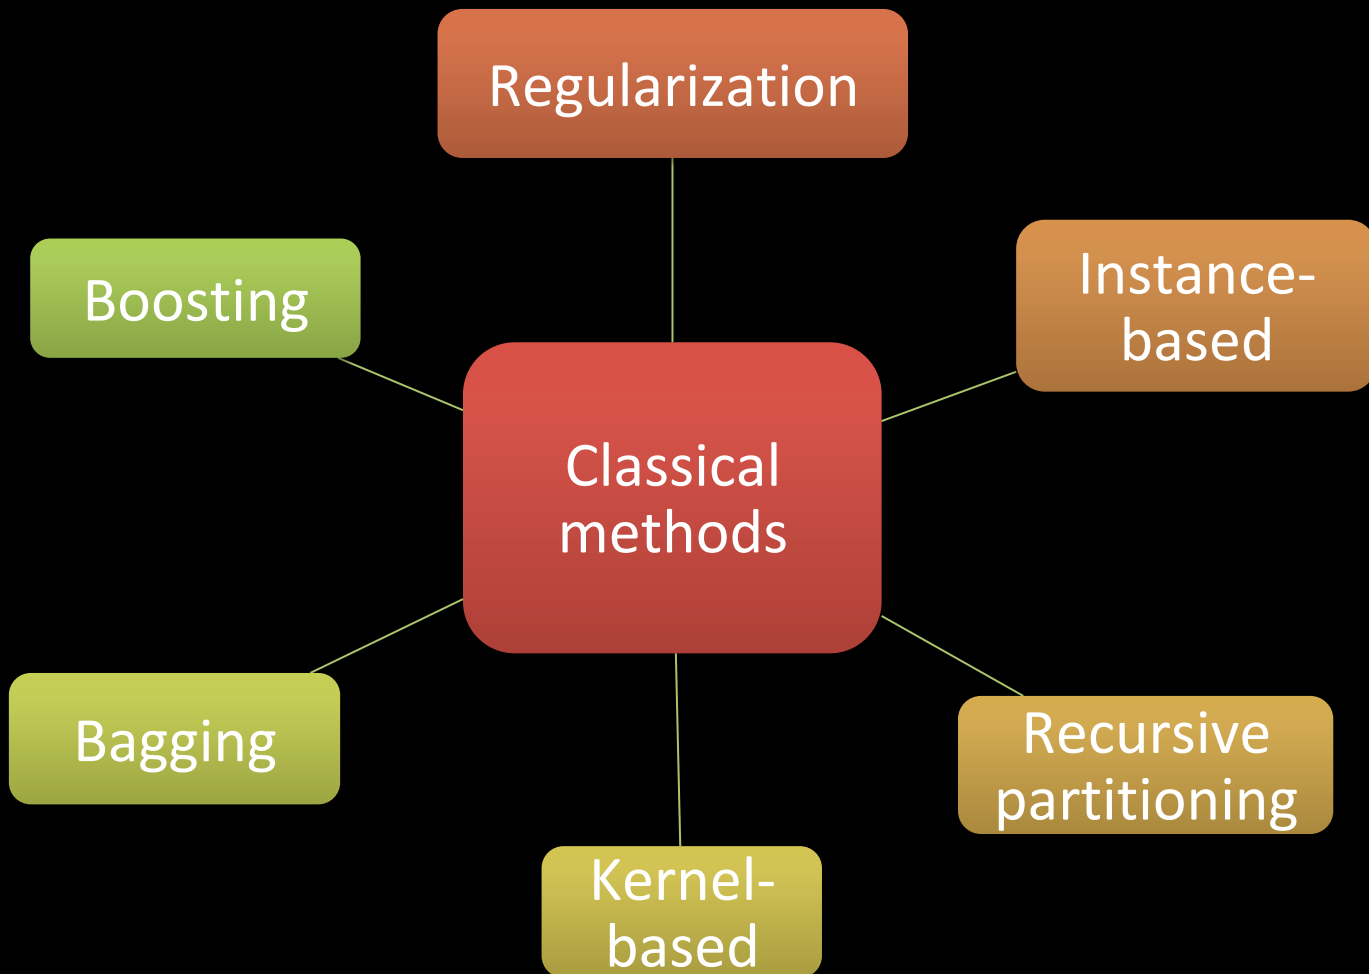 Regularization
Boosting
Instance-
based
Classical
methods
Bagging
Recursive
partitioning
Kernel-
based